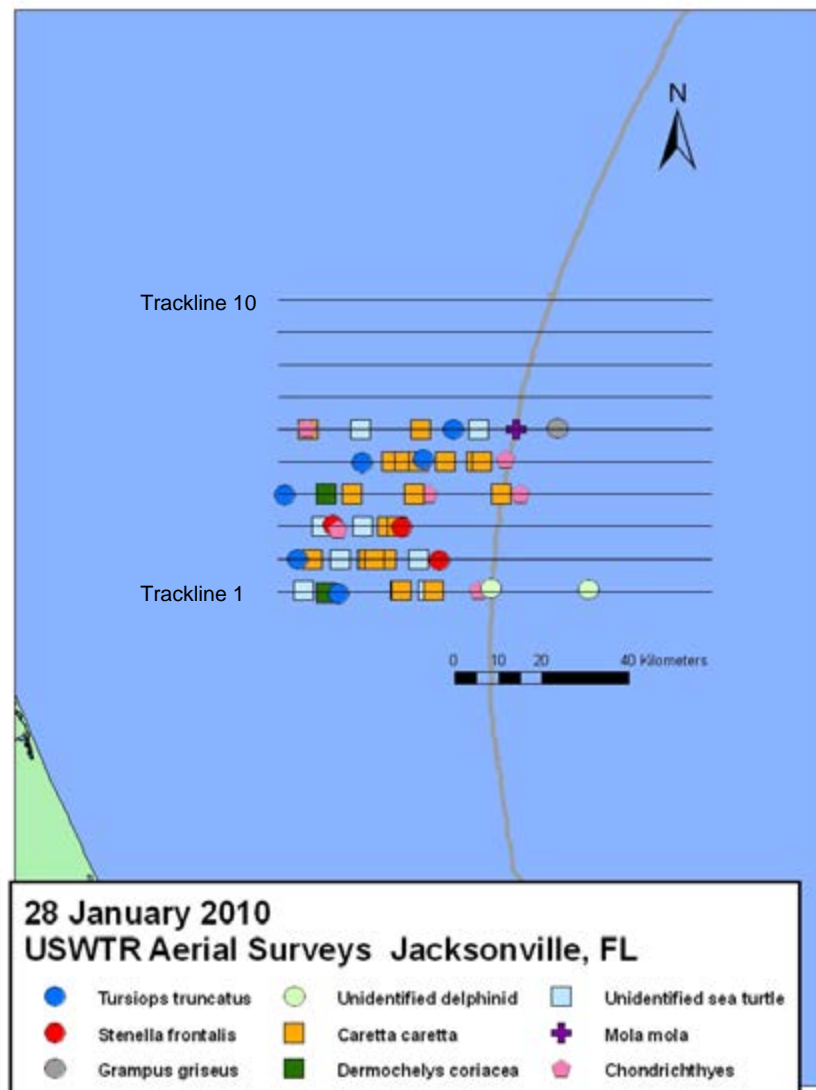 N
Trackline 10
Trackline 1
0 10 20 40 Kilometers
28 January 2010
USWTR Aerial Surveys Jacksonville, FL
Tursiops truncatus Unidentified delphinid Unidentified sea turtle
Stenella frontalis Caretta caretta Mola mola
Grampus griseus Dermochelys coriacea Chondrichthyes